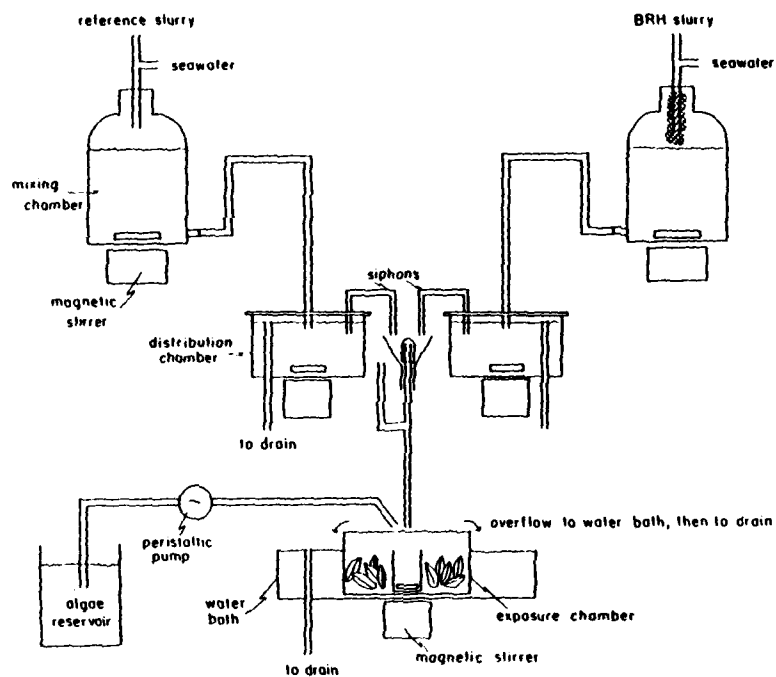 reference slurry
BRH slurry
seawater
seawater
mixing
chamber
magnetic
stirrer
siphons
distribution
chamber
to drain
overflow to water bath, then to drain
peristaltic
pump
algae
reservoir
water
bath
exposure chamber
magnetic stirrer
to drain